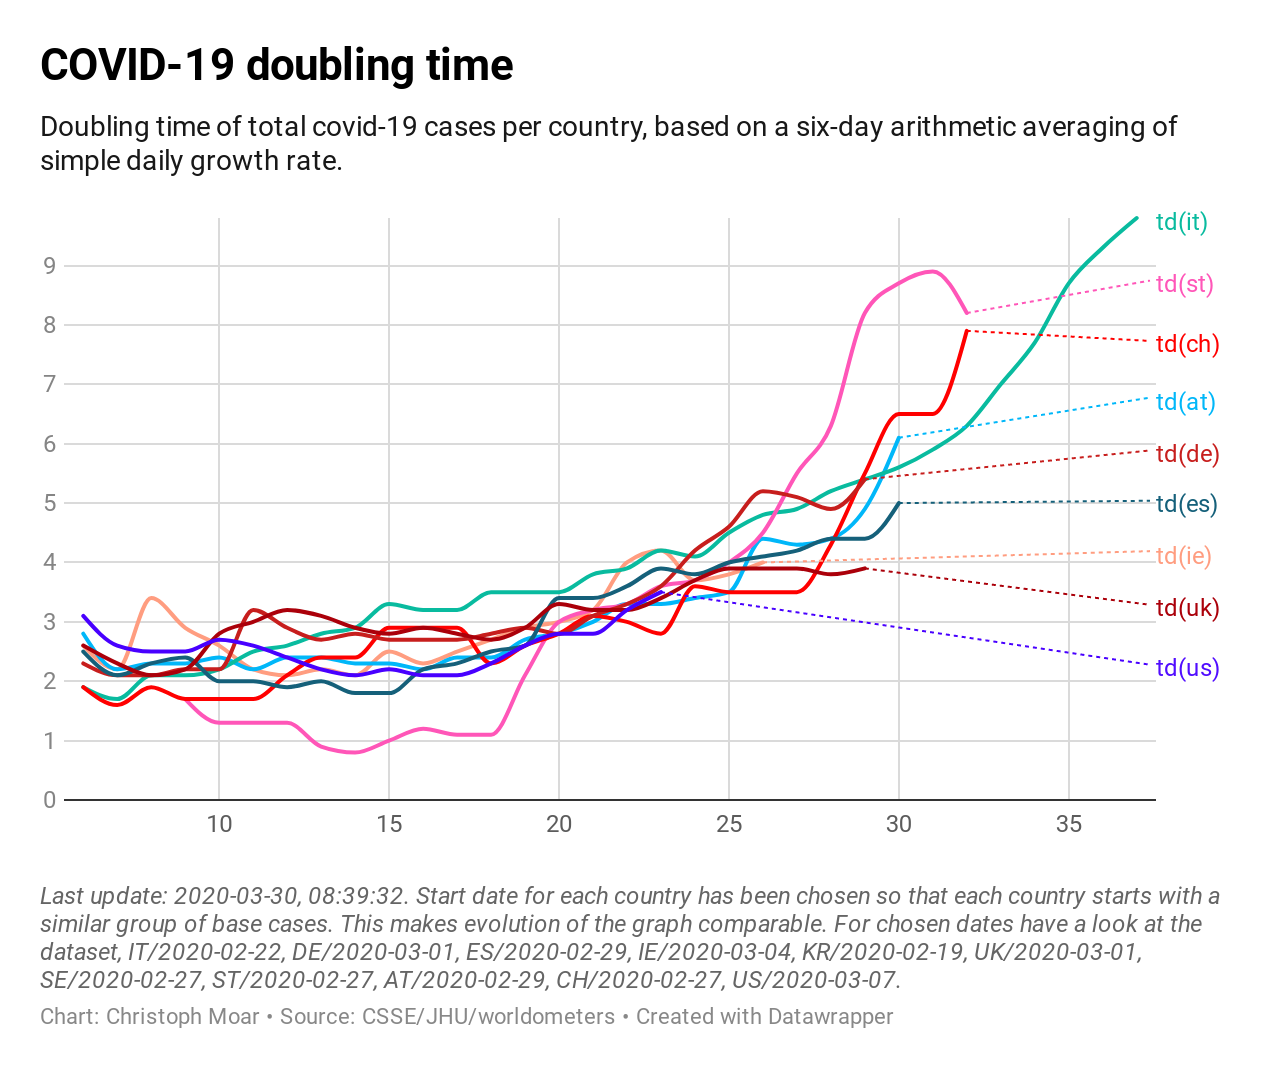 COVID-19 doubling time
Doubling time of total covid-19 cases per country, based on a six-day arithmetic averaging of
simple daily growth rate.
td(it)
9
td(st)
8
td(ch)
7
td(at)
6
td(de)
5
td(es)
4
td(ie)
3
td(uk)
2
td(us)
1
0
10 15 20 25 30 35
Last update: 2020-03-30, 08:39:32. Start date for each country has been chosen so that each country starts with a
similar group of base cases. This makes evolution of the graph comparable. For chosen dates have a look at the
dataset, IT/2020-02-22, DE/2020-03-01, ES/2020-02-29, IE/2020-03-04, KR/2020-02-19, UK/2020-03-01,
SE/2020-02-27, ST/2020-02-27, AT/2020-02-29, CH/2020-02-27, US/2020-03-07.
Chart: Christoph Moar • Source: CSSE/JHU/worldometers • Created with Datawrapper